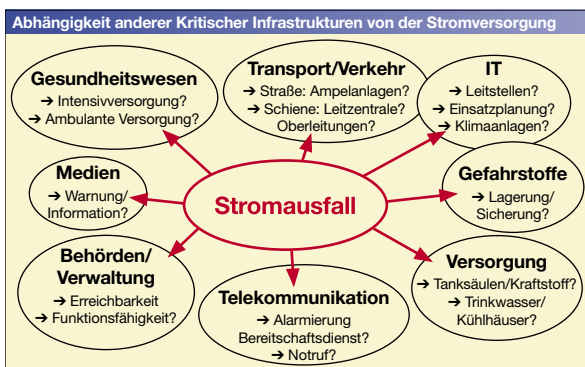 Abhängigkeit anderer Kritischer Infrastrukturen von der Stromversorgung
Gesundheitswesen
➔ Intensivversorgung?
➔ Ambulante Versorgung?
Transport/Verkehr
➔ Straße: Ampelanlagen?
➔ Schiene: Leitzentrale?
Oberleitungen?
IT
➔ Leitstellen?
➔ Einsatzplanung?
➔ Klimaanlagen?
Medien
➔ Warnung/
Information?
Stromausfall
Gefahrstoffe
➔ Lagerung/
Sicherung?
Behörden/
Verwaltung
➔ Erreichbarkeit
➔ Funktionsfähigkeit?
Telekommunikation
➔ Alarmierung
Bereitschaftsdienst?
➔ Notruf?
Versorgung
➔ Tanksäulen/Kraftstoff?
➔ Trinkwasser/
Kühlhäuser?